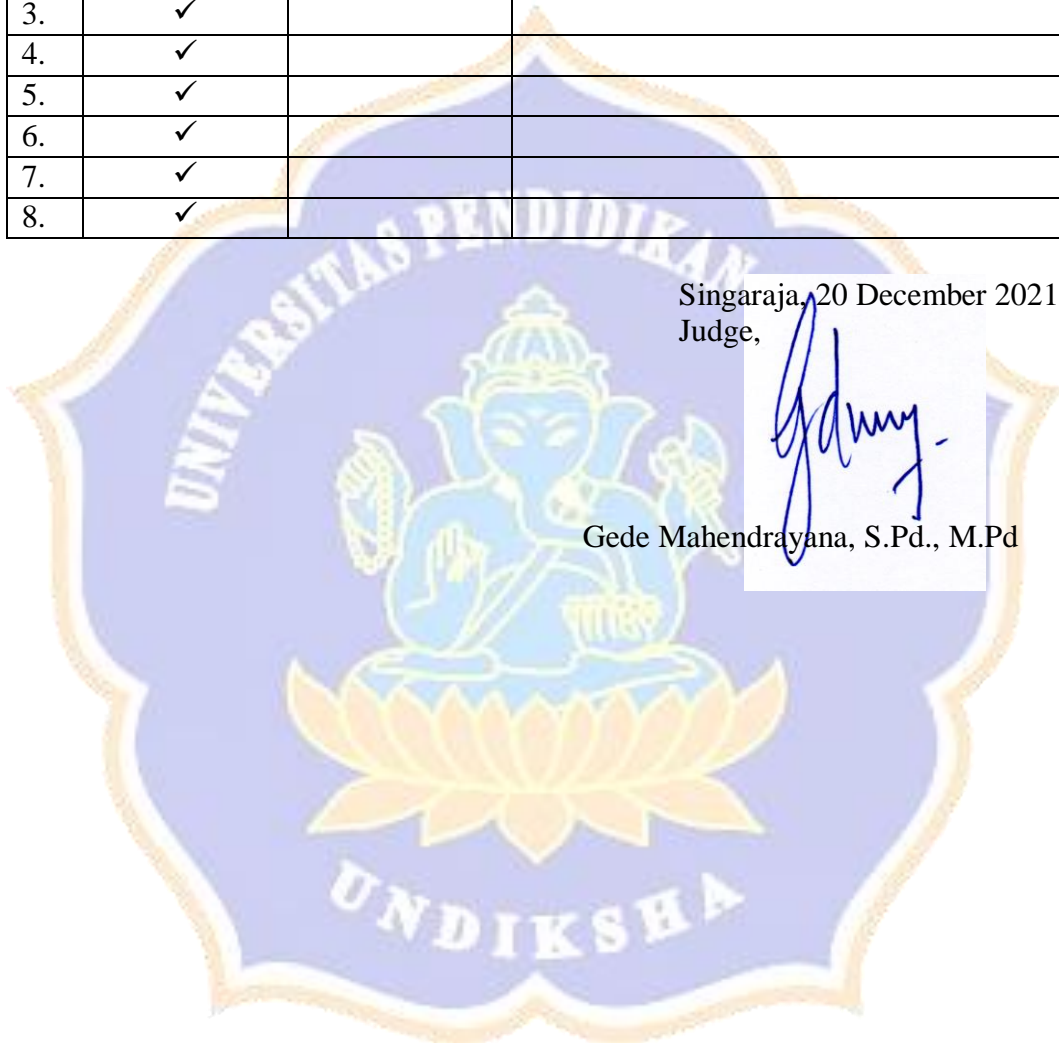 3. ✓
4. ✓
5. ✓
6. ✓
7. ✓
8. ✓
UNIVERSITAS PENDIDIKAN
Singaraja, 20 December 2021
Judge,
Gede Mahendrayana, S.Pd., M.Pd
UNDIKSHA